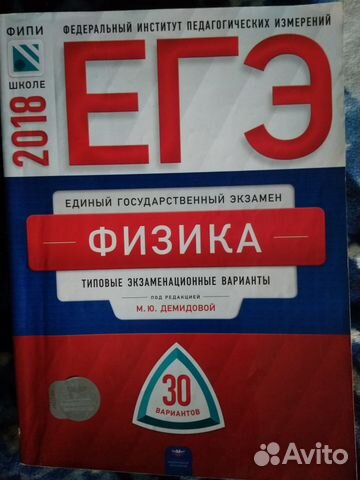 ФИПИ
ШКОЛЕ
2018
ФЕДЕРАЛЬНЫЙ ИНСТИТУТ ПЕДАГОГИЧЕСКИХ ИЗМЕРЕНИЙ
ЕГЭ
ЕДИНЫЙ ГОСУДАРСТВЕННЫЙ ЭКЗАМЕН
ФИЗИКА
ТИПОВЫЕ ЭКЗАМЕНАЦИОННЫЕ ВАРИАНТЫ
ПОД РЕДАКЦИЕЙ
М. Ю. ДЕМИДОВОЙ
30
ВАРИАНТОВ
Avito